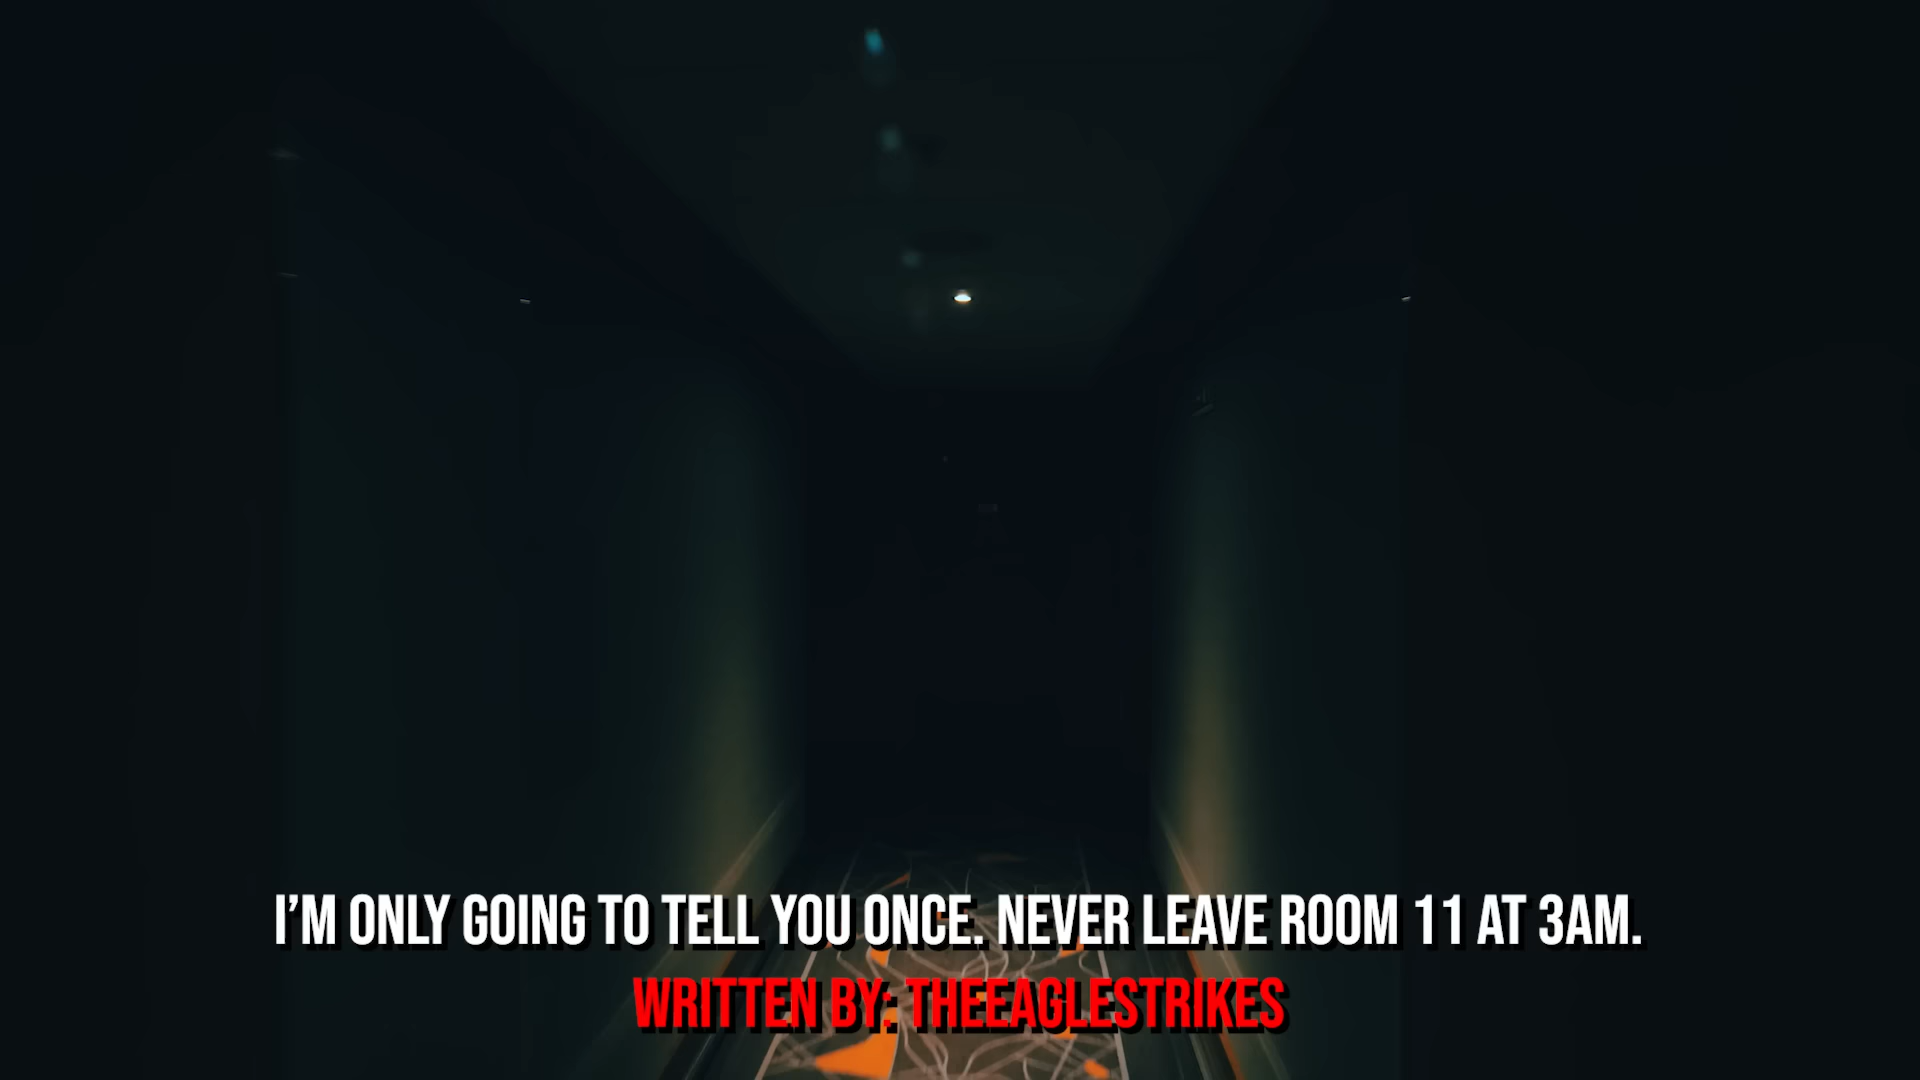 I'M ONLY GOING TO TELL YOU ONCE. NEVER LEAVE ROOM 11 AT 3AM.
WRITTEN BY: THEEAGLESTRIKES